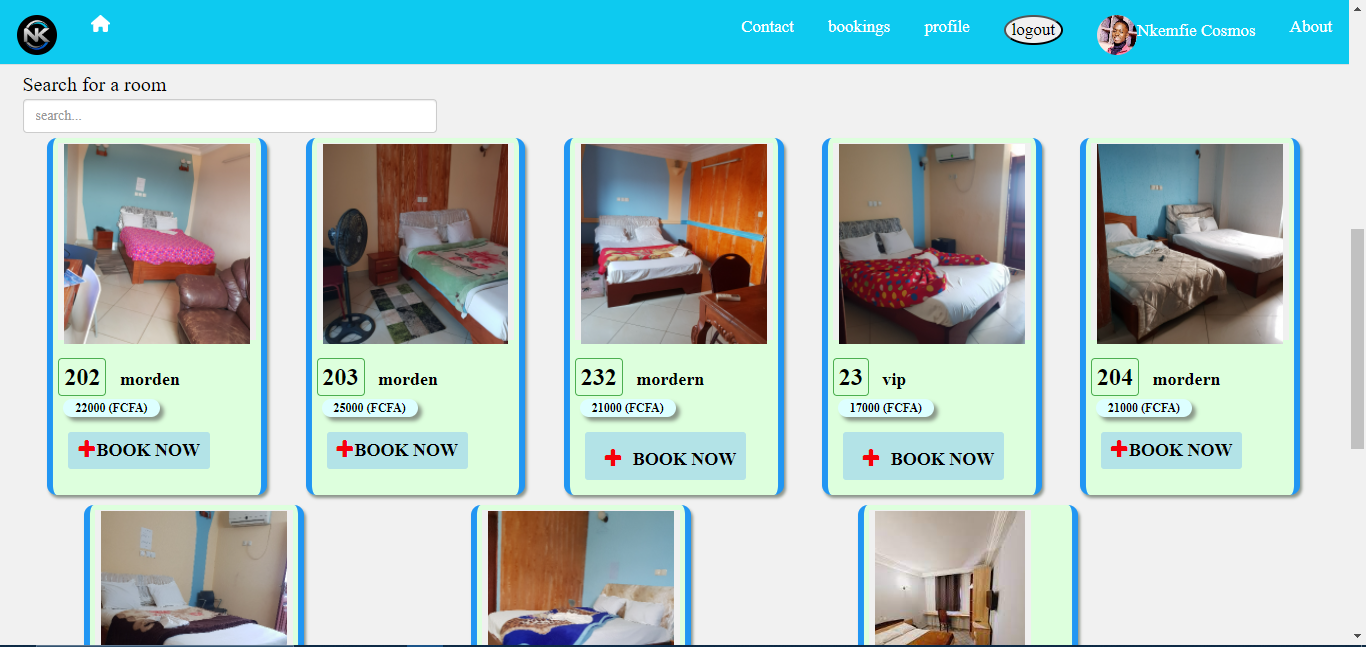 NK
Contact bookings profile logout Nkemfie Cosmos About
Search for a room
search...
202 morden
22000 (FCFA)
BOOK NOW
203 morden
25000 (FCFA)
BOOK NOW
232 mordern
21000 (FCFA)
BOOK NOW
23 vip
17000 (FCFA)
BOOK NOW
204 mordern
21000 (FCFA)
BOOK NOW